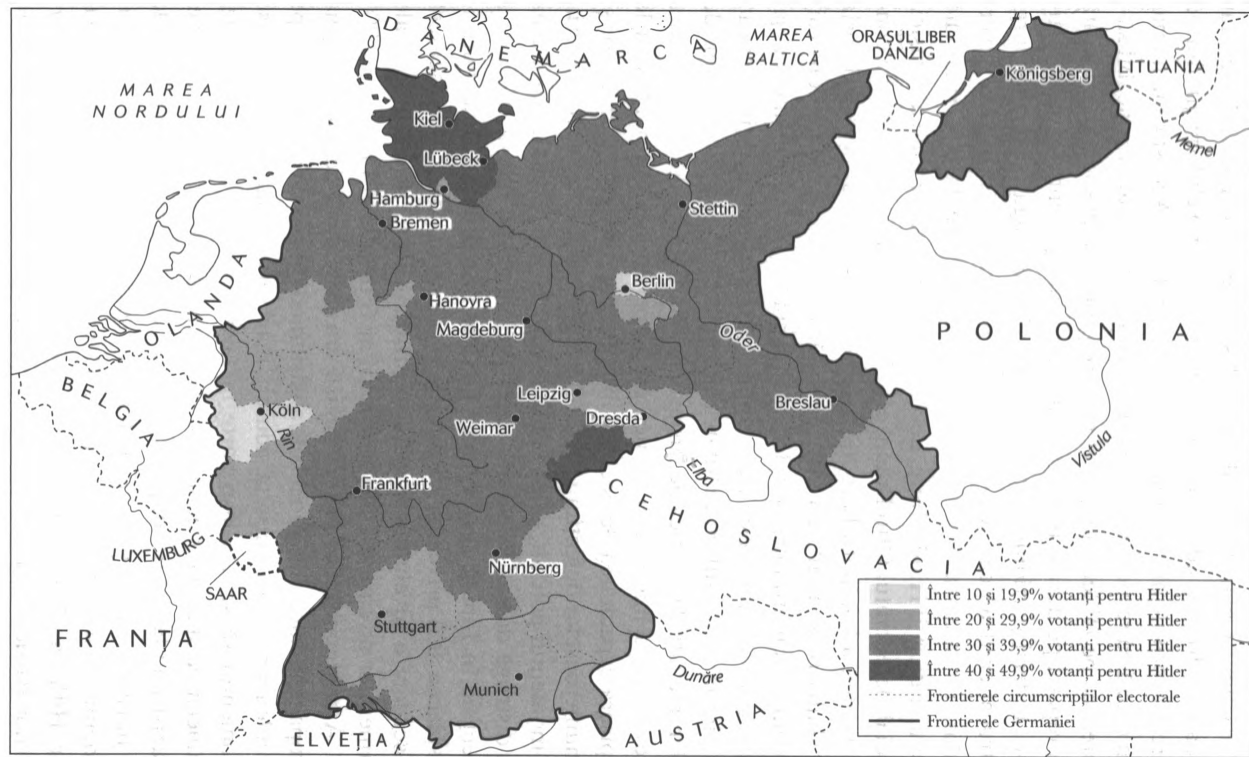 DANEMARCA
MAREA
BALTICĂ
ORAȘUL LIBER
DANZIG
LITUANIA
Königsberg
MAREA
NORDULUI
Kiel
Lübeck
Memel
Hamburg
Bremen
Stettin
OLANDA
Berlin
Hanovra
Magdeburg
POLONIA
Oder
BELGIA
Leipzig
Köln
Rin
Weimar
Dresda
Breslau
Elba
Vistula
Frankfurt
CEHOSLOVACIA
LUXEMBURG
SAAR
Nürnberg
FRANȚA
Stuttgart
Munich
Dunăre
ELVEȚIA
AUSTRIA
Între 10 și 19,9% votanți pentru Hitler
Între 20 și 29,9% votanți pentru Hitler
Între 30 și 39,9% votanți pentru Hitler
Între 40 și 49,9% votanți pentru Hitler
Frontierele circumscripțiilor electorale
Frontierele Germaniei